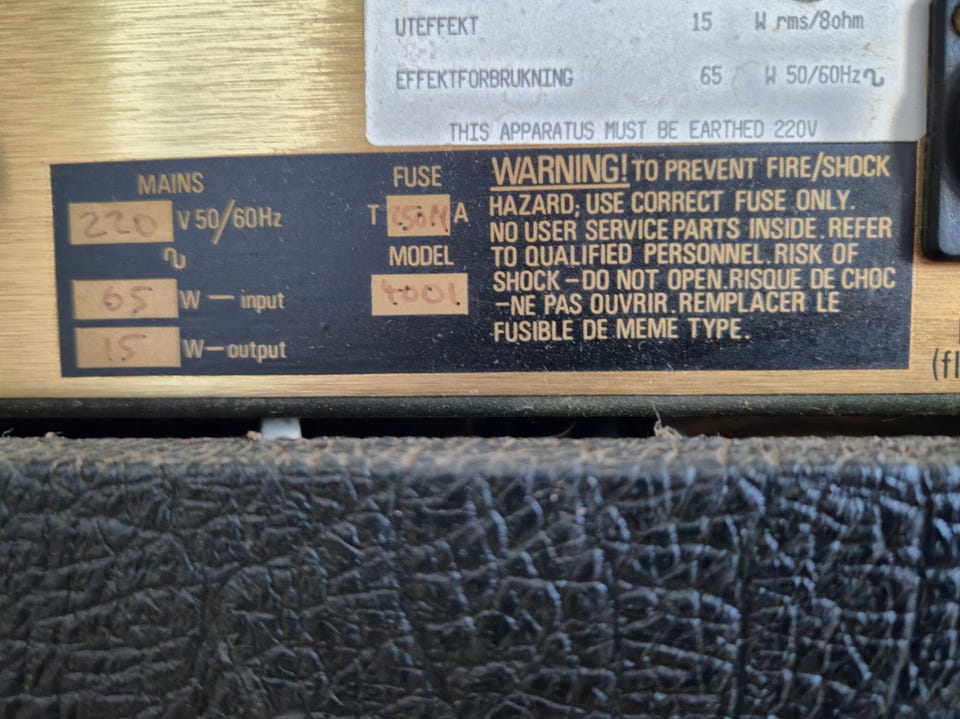 UTEFFEKT 15 W rms/8ohm
EFFEKTFORBRUKNING 65 W 50/60Hz∿
THIS APPARATUS MUST BE EARTHED 220V
MAINS
220 V 50/60Hz
∿
65 W — input
15 W — output
FUSE
T 250M A
MODEL
4001
WARNING! TO PREVENT FIRE/SHOCK
HAZARD; USE CORRECT FUSE ONLY.
NO USER SERVICE PARTS INSIDE. REFER
TO QUALIFIED PERSONNEL. RISK OF
SHOCK – DO NOT OPEN. RISQUE DE CHOC
– NE PAS OUVRIR. REMPLACER LE
FUSIBLE DE MEME TYPE.